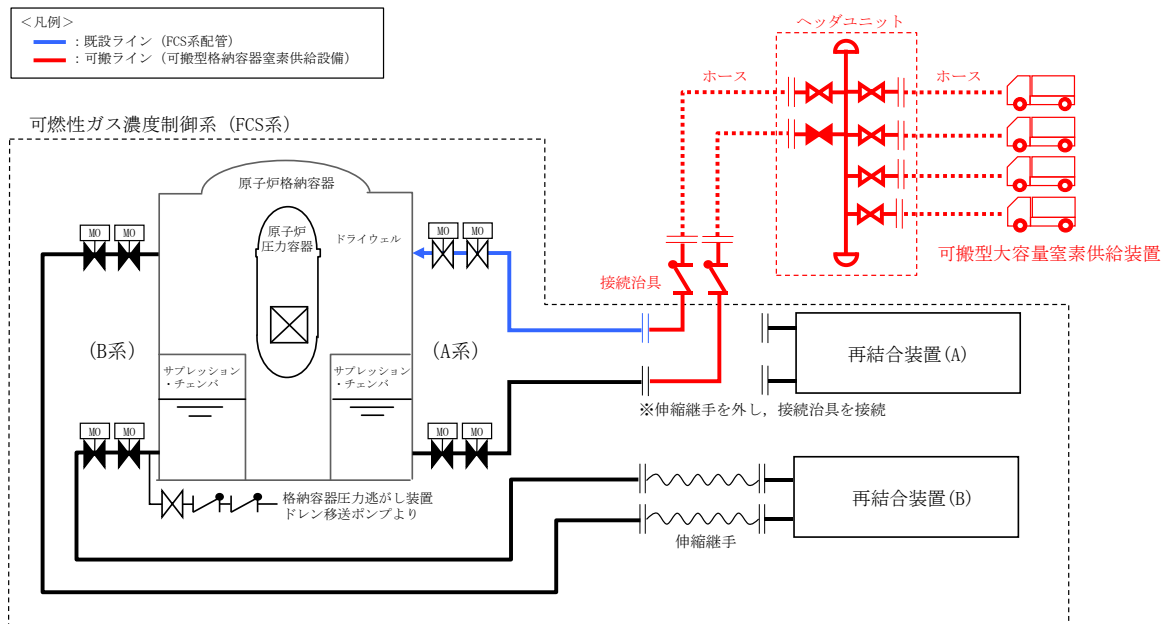 ＜凡例＞
：既設ライン（FCS系配管）
：可搬ライン（可搬型格納容器窒素供給設備）
ヘッダユニット
ホース
ホース
可燃性ガス濃度制御系（FCS系）
原子炉格納容器
原子炉
圧力容器
ドライウェル
MO
MO
MO
MO
可搬型大容量窒素供給装置
接続治具
（B系）
（A系）
再結合装置(A)
サプレッション
・チェンバ
サプレッション
・チェンバ
※伸縮継手を外し，接続治具を接続
MO
MO
MO
MO
格納容器圧力逃がし装置
ドレン移送ポンプより
再結合装置(B)
伸縮継手